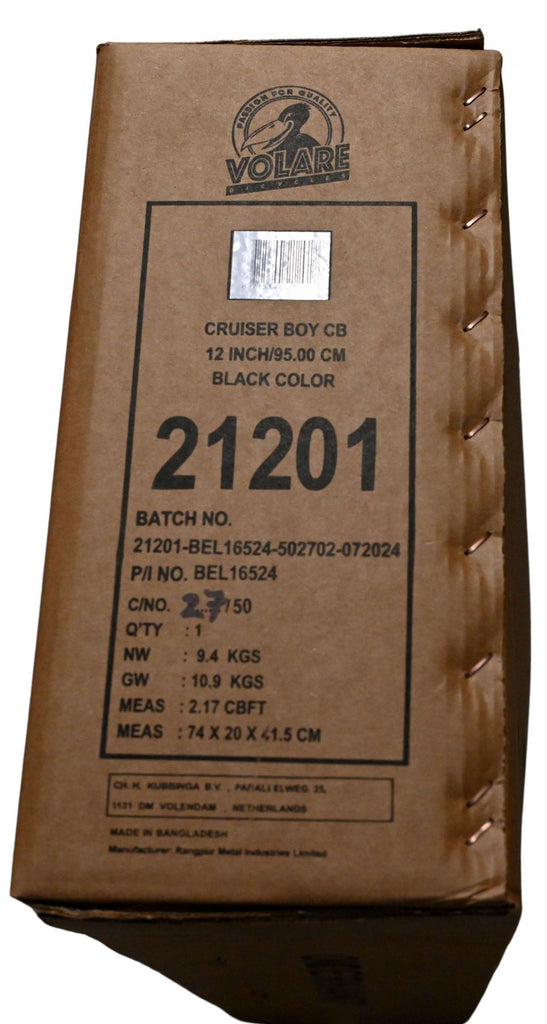 PASSION FOR QUALITY
VOLARE
BICYCLES
CRUISER BOY CB
12 INCH/95.00 CM
BLACK COLOR
21201
BATCH NO.
21201-BEL16524-502702-072024
P/I NO. BEL16524
C/NO. 27/50
Q'TY : 1
NW : 9.4 KGS
GW : 10.9 KGS
MEAS : 2.17 CBFT
MEAS : 74 X 20 X 41.5 CM
CH. H. KUBBINGA B.V. , PARALLELWEG 25,
1131 DM VOLENDAM , NETHERLANDS
MADE IN BANGLADESH
Manufacturer: Rangpur Metal Industries Limited